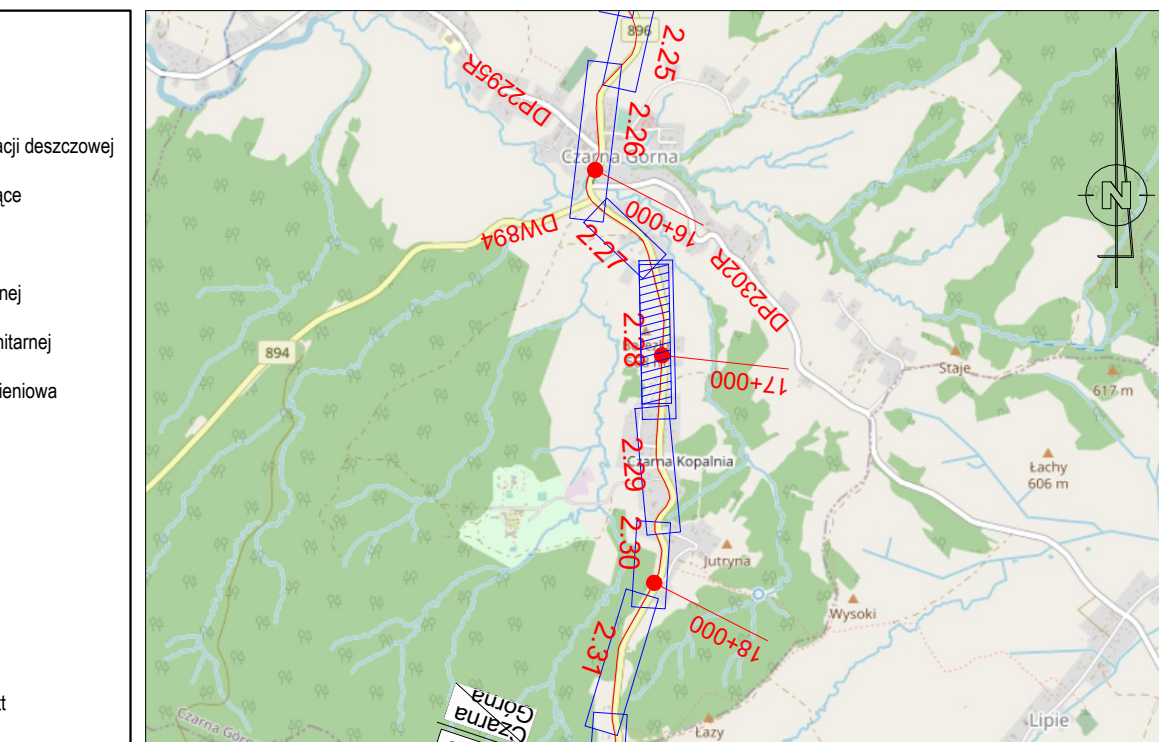 acji deszczowej
ące
nej
nitarnej
ieniowa
tt
896
2.25
DP2295R
2.26
Czarna Górna
16+000
DW894
2.27
DP2302R
894
2.28
17+000
Staje
617 m
2.29
Czarna Kopalnia
Łachy
606 m
2.30
Jutryna
Wysoki
18+000
2.31
Czarna
Górna
Czarna Gór
Łazy
Lipie
N